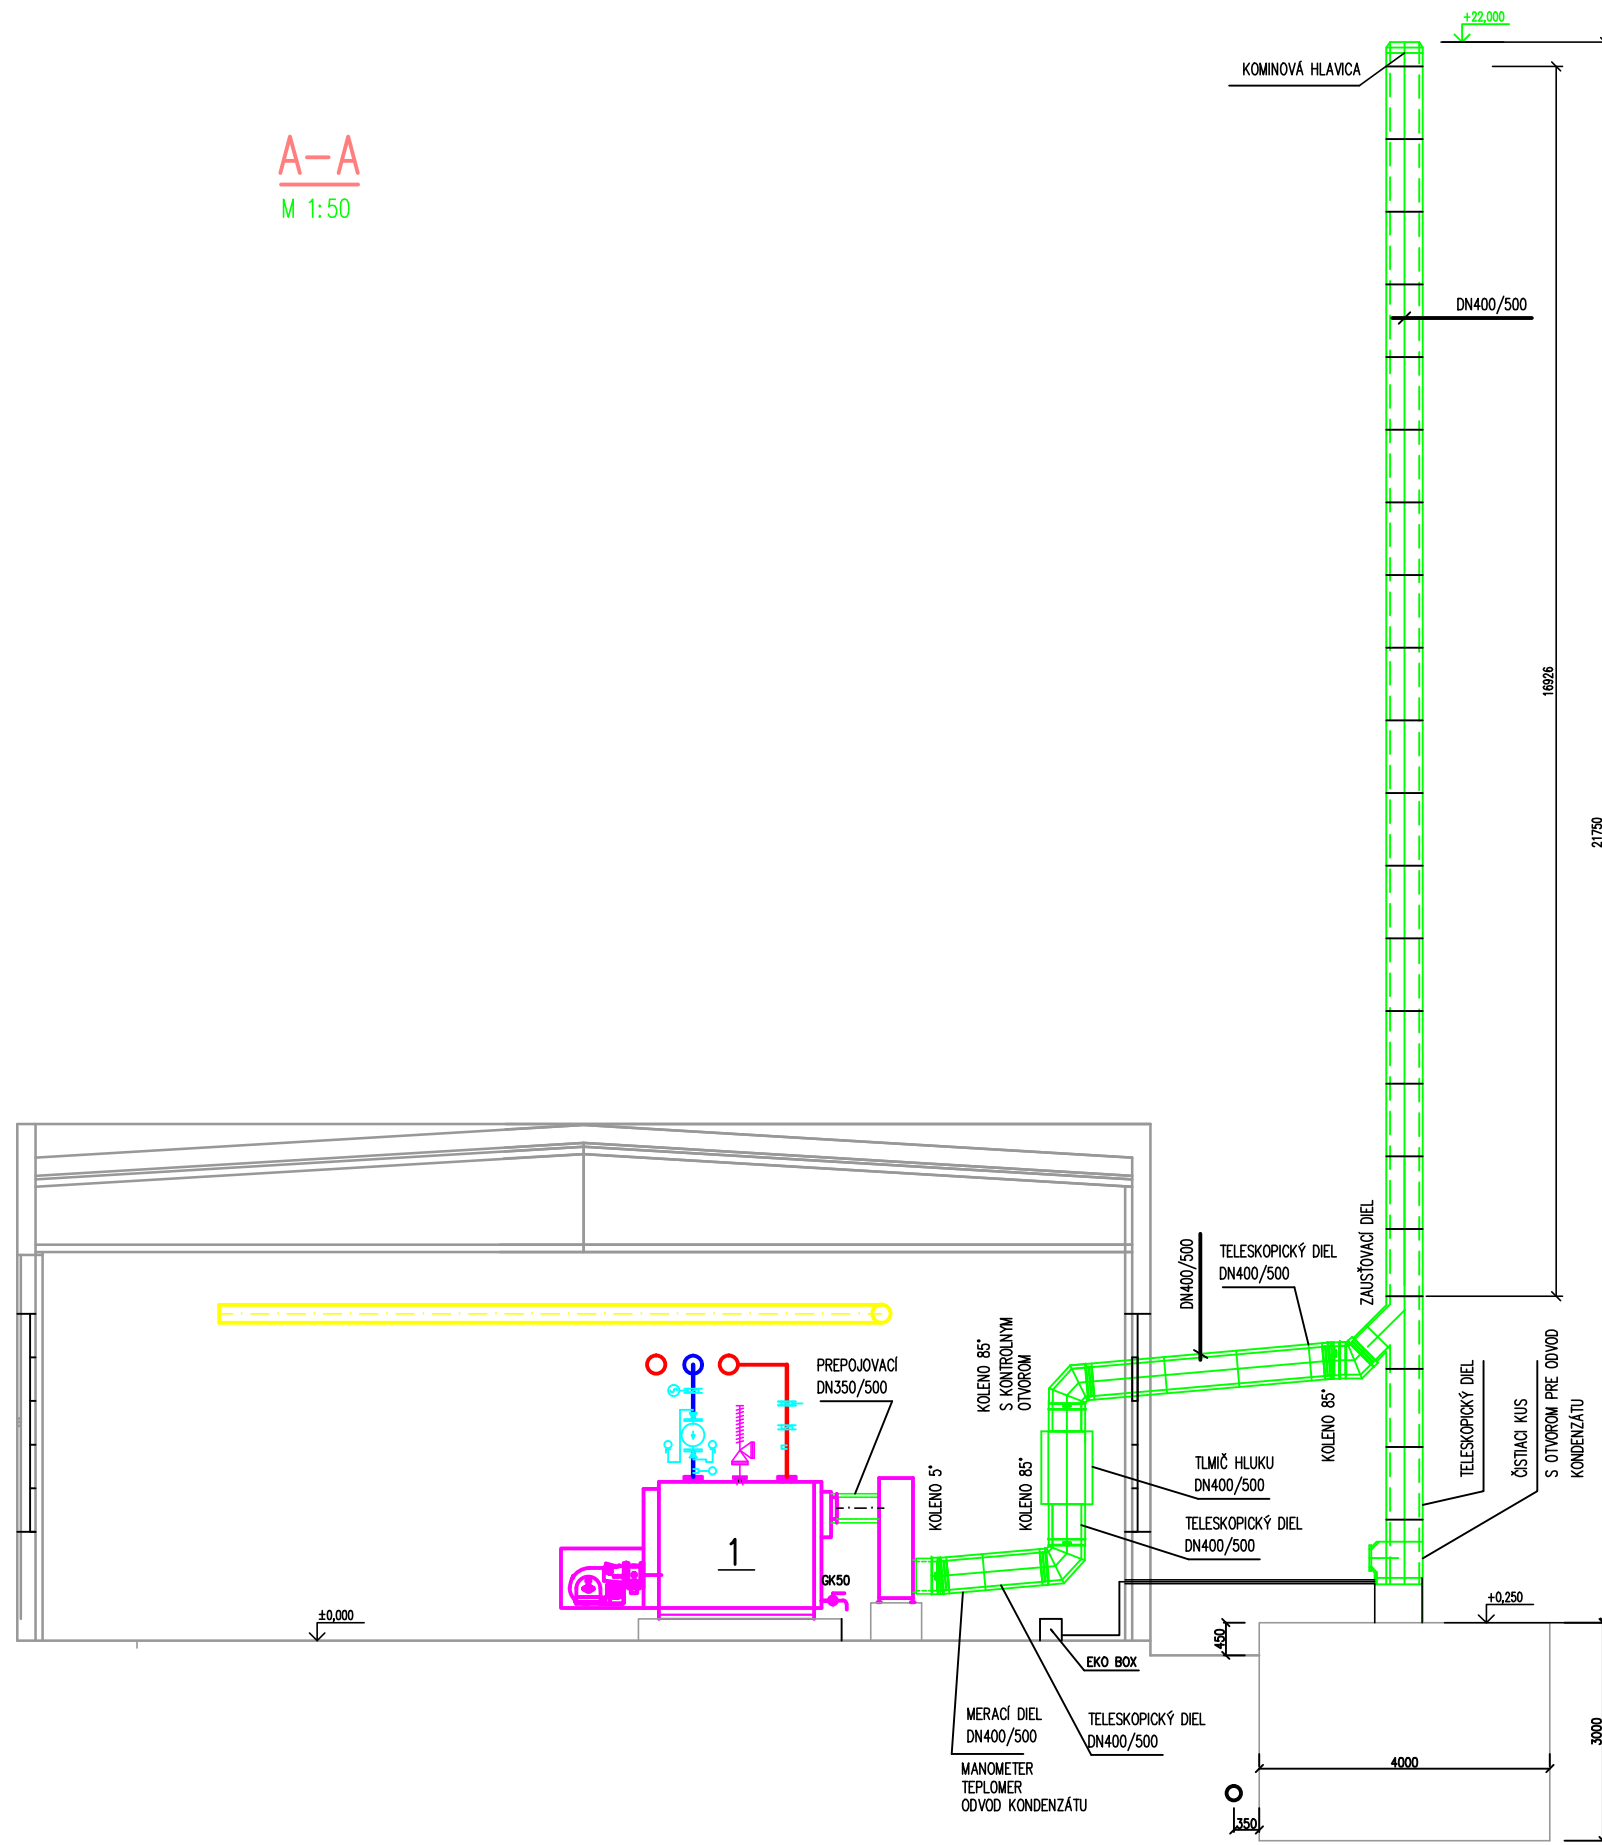 +22,000
KOMINOVÁ HLAVICA
A-A
M 1:50
DN400/500
16926
21750
ZAUSŤOVACÍ DIEL
DN400/500
TELESKOPICKÝ DIEL
DN400/500
KOLENO 85°
S KONTROLNYM
OTVOROM
PREPOJOVACÍ
DN350/500
KOLENO 85°
TELESKOPICKÝ DIEL
ČISTIACI KUS
S OTVOROM PRE ODVOD
KONDENZÁTU
KOLENO 5°
KOLENO 85°
TLMIČ HLUKU
DN400/500
TELESKOPICKÝ DIEL
DN400/500
1
GK50
±0,000
+0,250
450
EKO BOX
MERACÍ DIEL
DN400/500
MANOMETER
TEPLOMER
ODVOD KONDENZÁTU
TELESKOPICKÝ DIEL
DN400/500
3000
4000
350